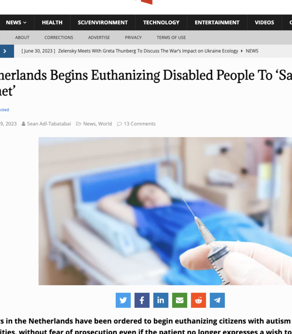 NEWS HEALTH SCI/ENVIRONMENT TECHNOLOGY ENTERTAINMENT VIDEOS
ABOUT CORRECTIONS ADVERTISE PRIVACY TERMS OF USE
[ June 30, 2023 ] Zelensky Meets With Greta Thunberg To Discuss The War's Impact on Ukraine Ecology NEWS
herlands Begins Euthanizing Disabled People To ‘Sa
et’
9, 2023 Sean Adl-Tabatabai News, World 13 Comments
s in the Netherlands have been ordered to begin euthanizing citizens with autism
ities, without fear of prosecution even if the patient no longer expresses a wish to